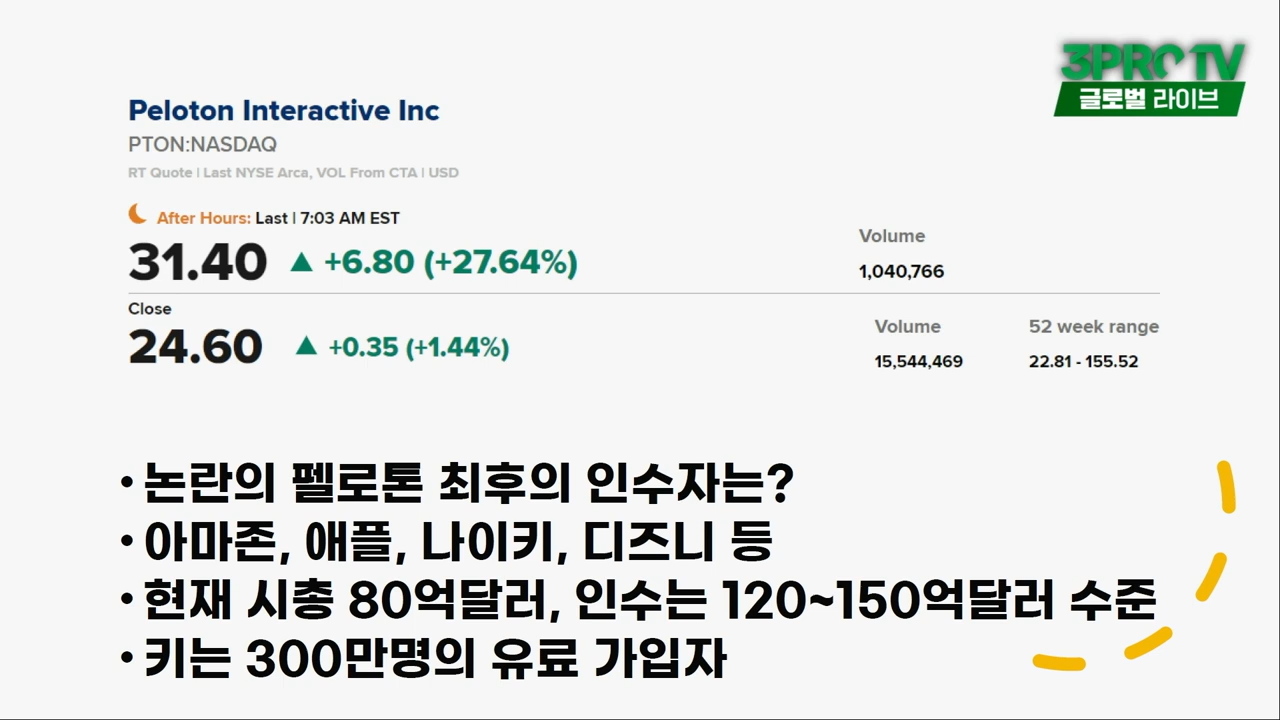 3PRO TV
글로벌 라이브
Peloton Interactive Inc
PTON:NASDAQ
RT Quote | Last NYSE Arca, VOL From CTA | USD
After Hours: Last | 7:03 AM EST
31.40 ▲ +6.80 (+27.64%)
Volume
1,040,766
Close
24.60 ▲ +0.35 (+1.44%)
Volume 52 week range
15,544,469 22.81 - 155.52
• 논란의 펠로톤 최후의 인수자는?
• 아마존, 애플, 나이키, 디즈니 등
• 현재 시총 80억달러, 인수는 120~150억달러 수준
• 키는 300만명의 유료 가입자